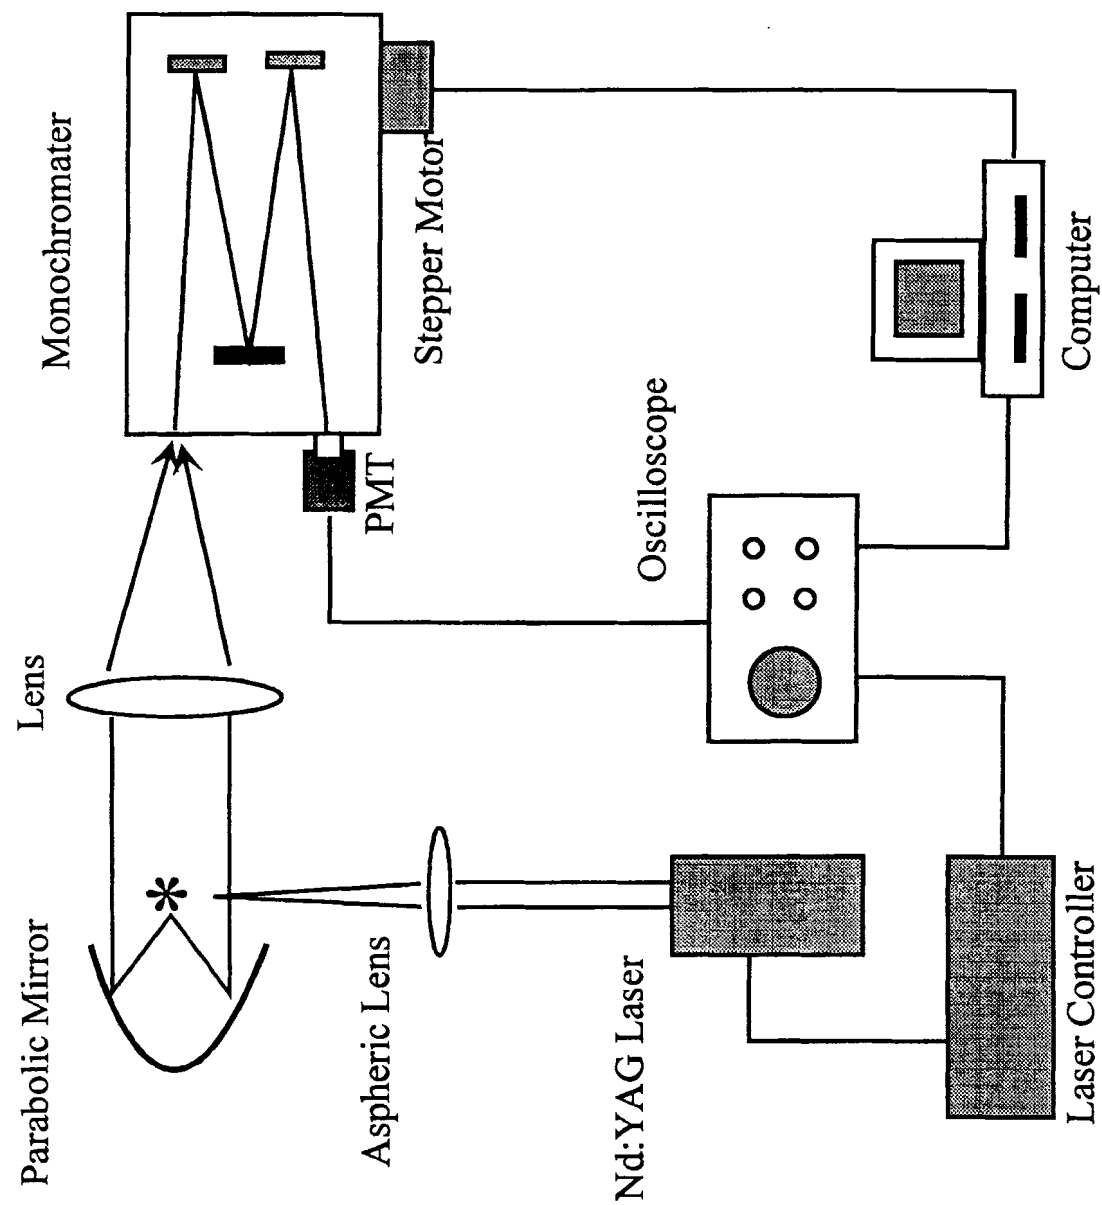 Parabolic Mirror
Lens
Monochromater
Aspheric Lens
PMT
Stepper Motor
Nd:YAG Laser
Oscilloscope
Laser Controller
Computer